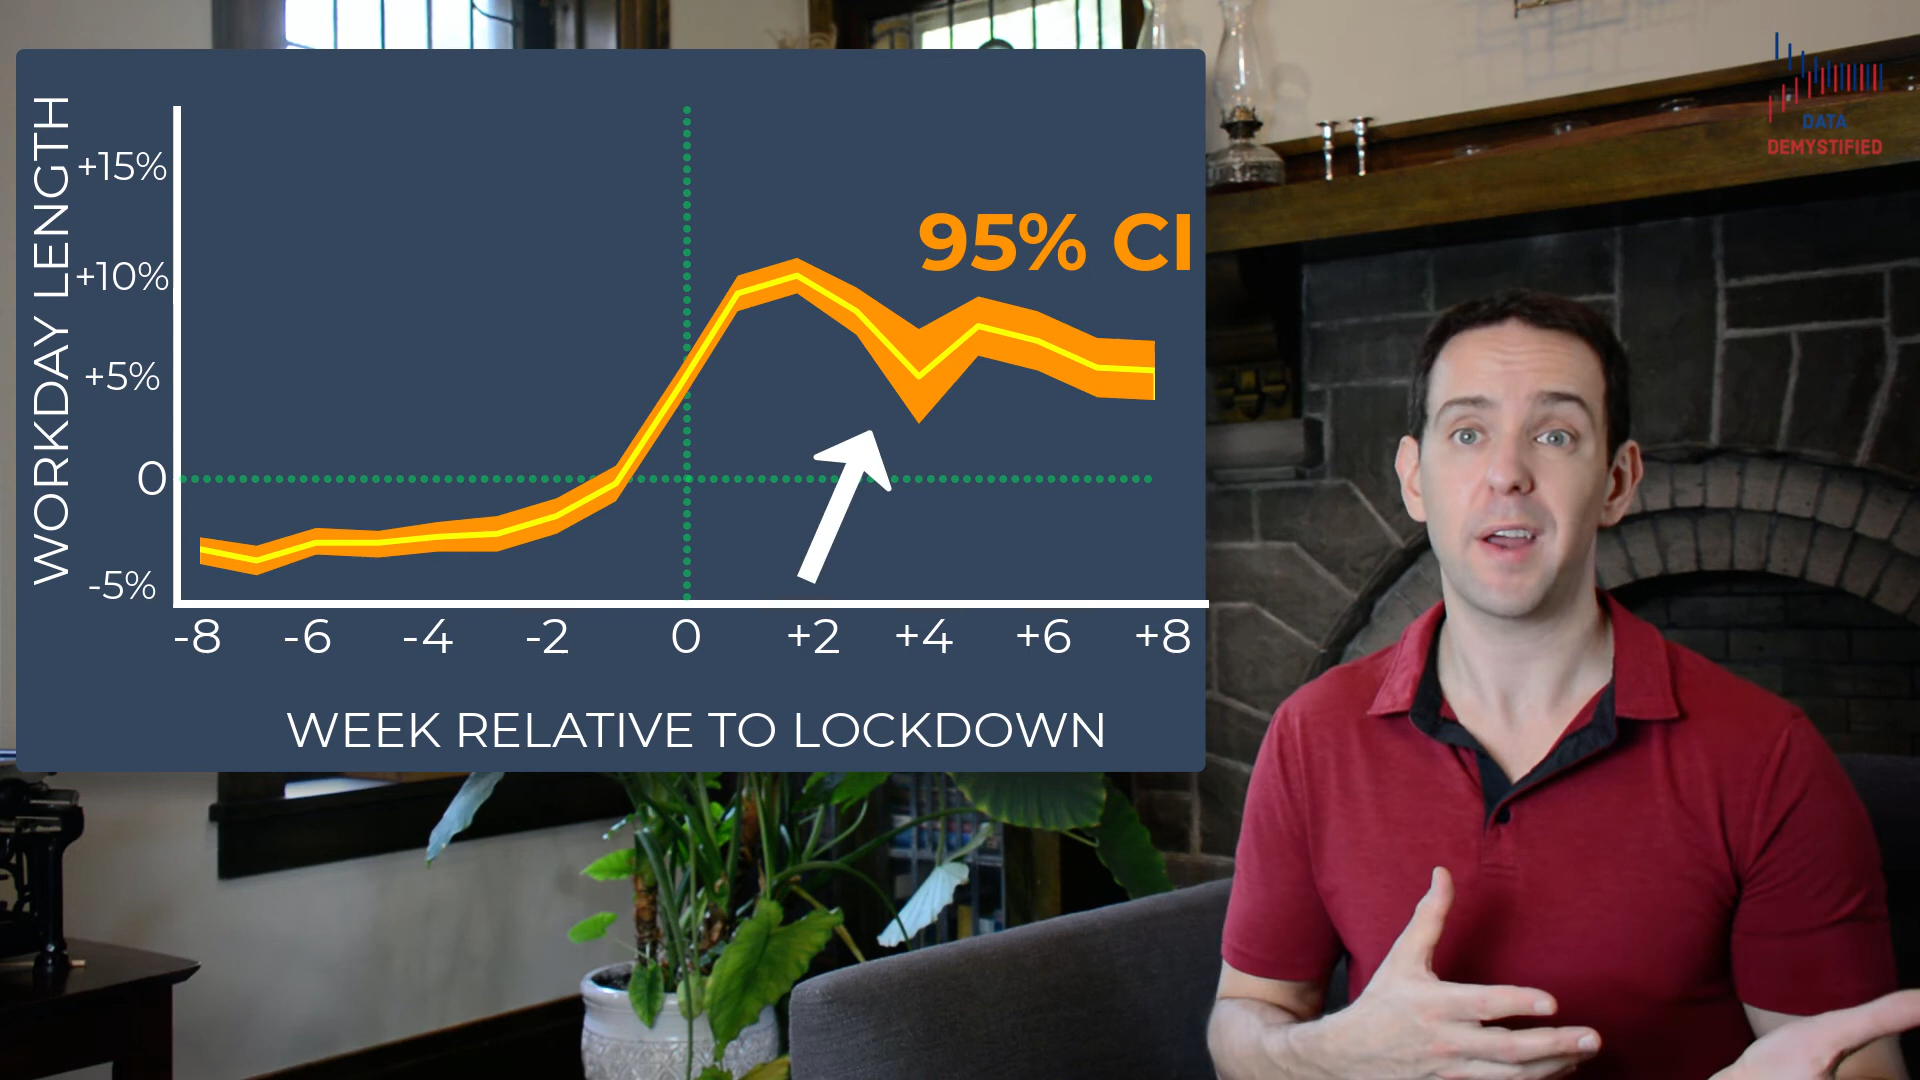 WORKDAY LENGTH
+15%
+10%
+5%
0
-5%
95% CI
-8 -6 -4 -2 0 +2 +4 +6 +8
WEEK RELATIVE TO LOCKDOWN
DATA
DEMYSTIFIED